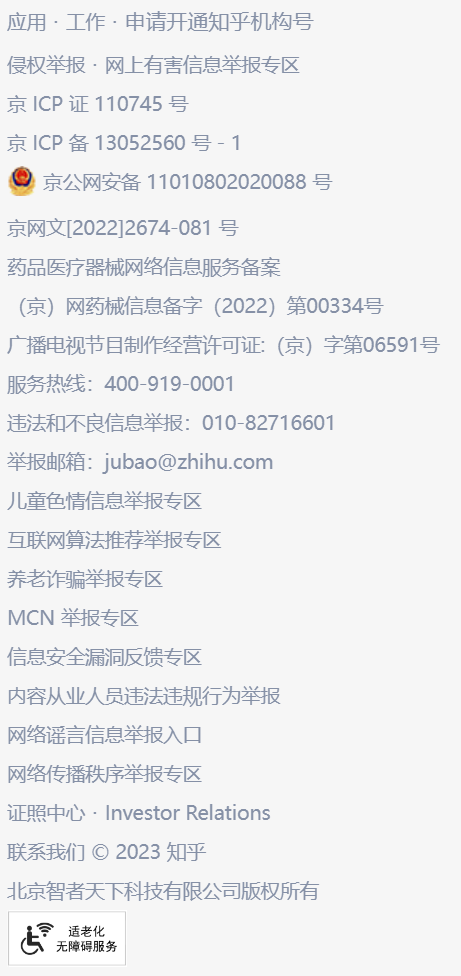 应用 · 工作 · 申请开通知乎机构号
侵权举报 · 网上有害信息举报专区
京 ICP 证 110745 号
京 ICP 备 13052560 号 - 1
京公网安备 11010802020088 号
京网文[2022]2674-081 号
药品医疗器械网络信息服务备案
（京）网药械信息备字（2022）第00334号
广播电视节目制作经营许可证:（京）字第06591号
服务热线：400-919-0001
违法和不良信息举报：010-82716601
举报邮箱：jubao@zhihu.com
儿童色情信息举报专区
互联网算法推荐举报专区
养老诈骗举报专区
MCN 举报专区
信息安全漏洞反馈专区
内容从业人员违法违规行为举报
网络谣言信息举报入口
网络传播秩序举报专区
证照中心 · Investor Relations
联系我们 © 2023 知乎
北京智者天下科技有限公司版权所有
适老化
无障碍服务